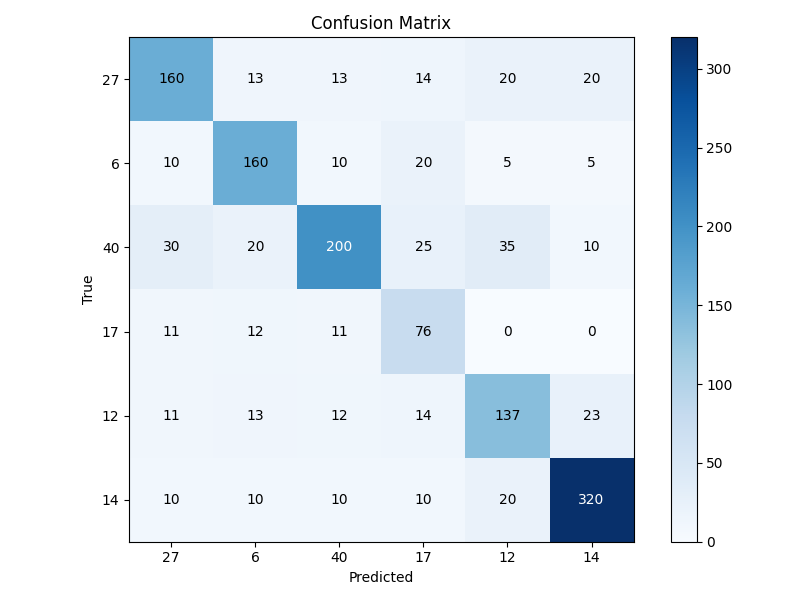 Confusion Matrix
27 160 13 13 14 20 20
6 10 160 10 20 5 5
40 30 20 200 25 35 10
17 11 12 11 76 0 0
12 11 13 12 14 137 23
14 10 10 10 10 20 320
27 6 40 17 12 14
Predicted
True
300
250
200
150
100
50
0